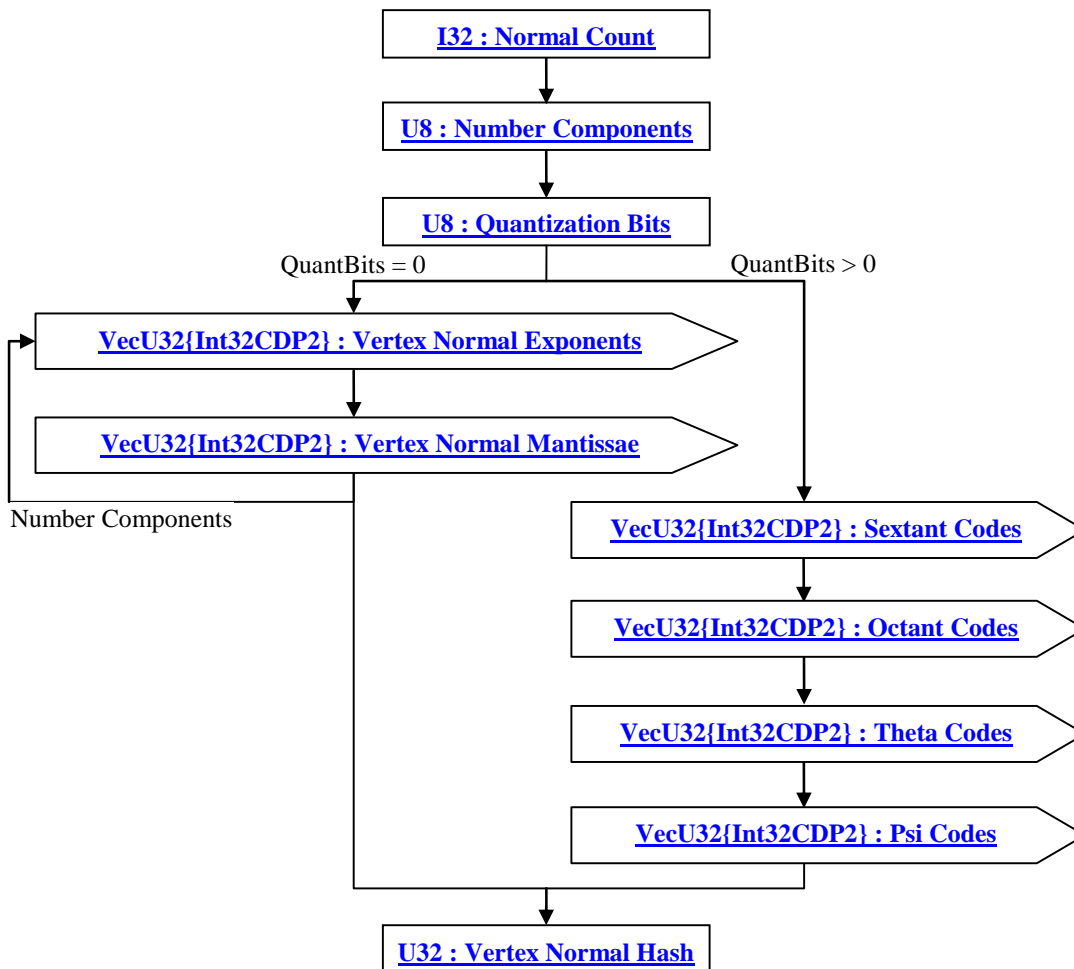 I32 : Normal Count
U8 : Number Components
U8 : Quantization Bits
QuantBits = 0
QuantBits > 0
VecU32{Int32CDP2} : Vertex Normal Exponents
VecU32{Int32CDP2} : Vertex Normal Mantissae
Number Components
VecU32{Int32CDP2} : Sextant Codes
VecU32{Int32CDP2} : Octant Codes
VecU32{Int32CDP2} : Theta Codes
VecU32{Int32CDP2} : Psi Codes
U32 : Vertex Normal Hash